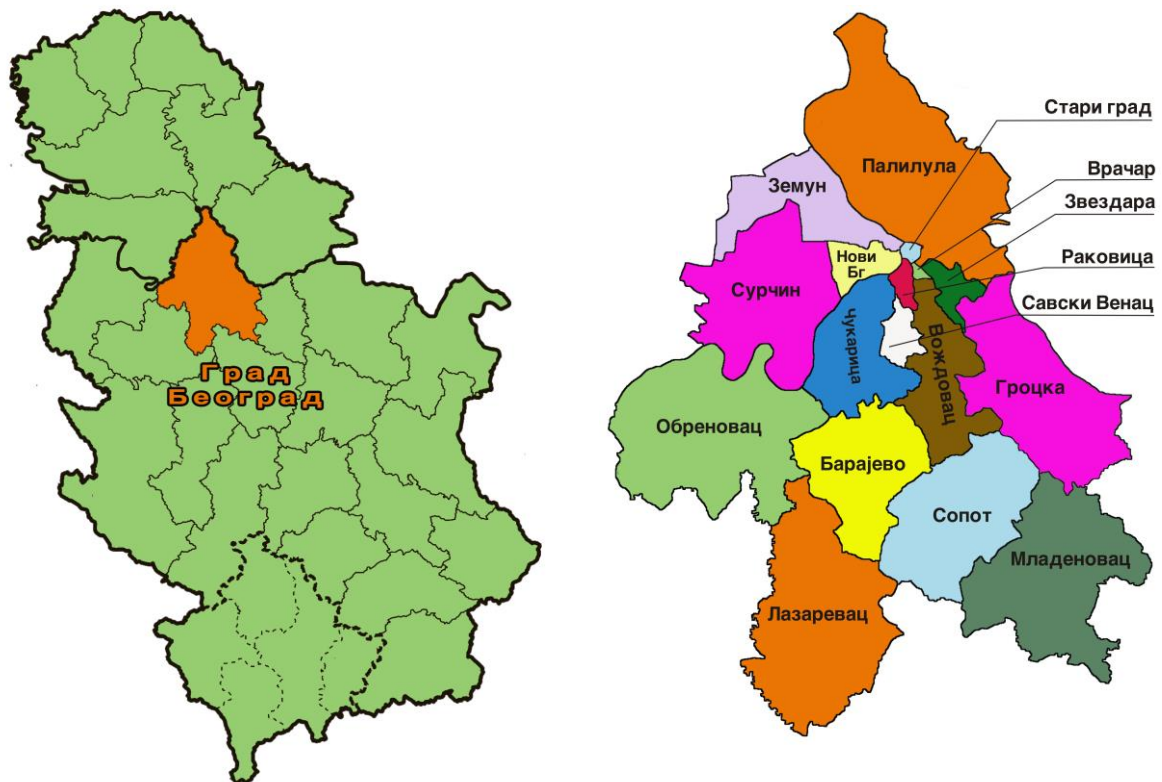 Град
Београд
Стари град
Палилула
Врачар
Земун
Звездара
Нови
Бг
Раковица
Сурчин
Савски Венац
Чукарица
Вождовац
Гроцка
Обреновац
Барајево
Сопот
Младеновац
Лазаревац